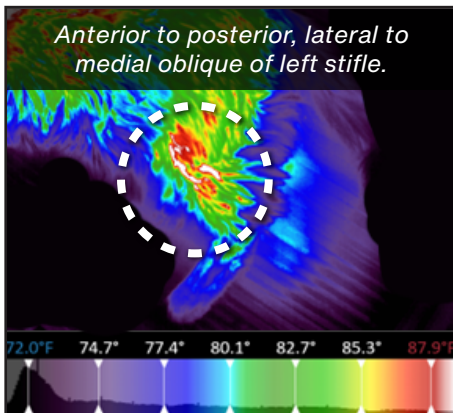 Anterior to posterior, lateral to
medial oblique of left stifle.
72.0°F 74.7° 77.4° 80.1° 82.7° 85.3° 87.9°F